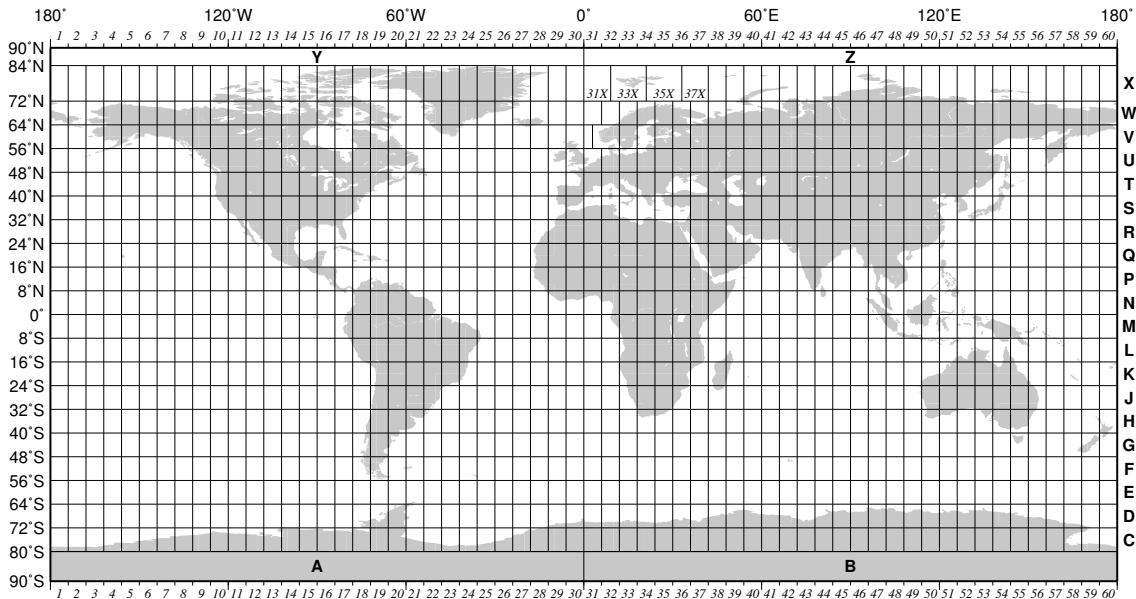 180˚ 120˚W 60˚W 0˚ 60˚E 120˚E 180˚
1 2 3 4 5 6 7 8 9 10 11 12 13 14 15 16 17 18 19 20 21 22 23 24 25 26 27 28 29 30 31 32 33 34 35 36 37 38 39 40 41 42 43 44 45 46 47 48 49 50 51 52 53 54 55 56 57 58 59 60
90˚N
Y Z
84˚N
X
31X 33X 35X 37X
72˚N
W
64˚N
V
56˚N
U
48˚N
T
40˚N
S
32˚N
R
24˚N
Q
16˚N
P
8˚N
N
0˚
M
8˚S
L
16˚S
K
24˚S
J
32˚S
H
40˚S
G
48˚S
F
56˚S
E
64˚S
D
72˚S
C
80˚S
A B
90˚S
1 2 3 4 5 6 7 8 9 10 11 12 13 14 15 16 17 18 19 20 21 22 23 24 25 26 27 28 29 30 31 32 33 34 35 36 37 38 39 40 41 42 43 44 45 46 47 48 49 50 51 52 53 54 55 56 57 58 59 60